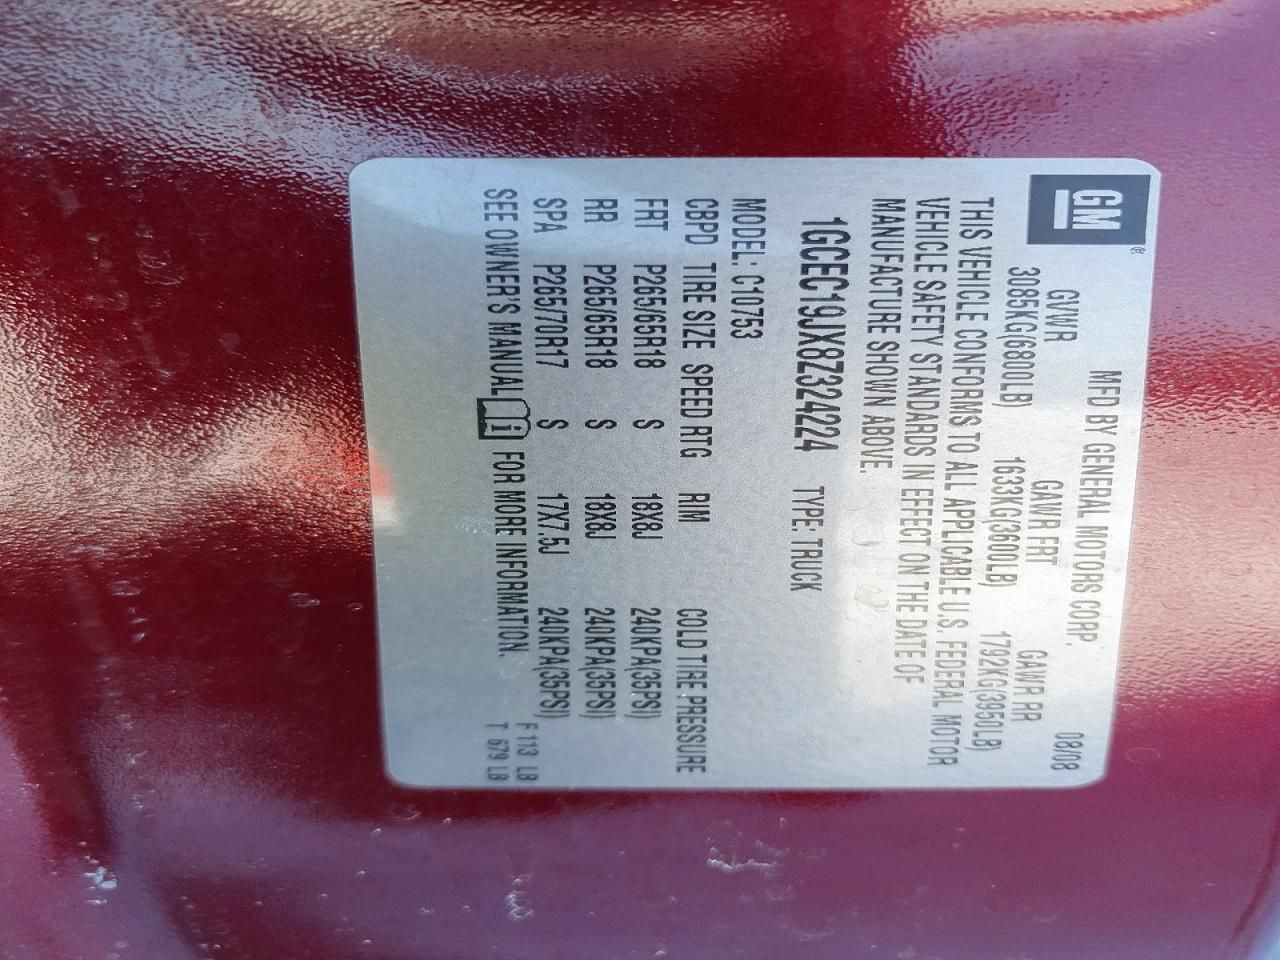 GM®
MFD BY GENERAL MOTORS CORP. 08/08
GVWR GAWR FRT GAWR RR
3085KG(6800LB) 1633KG(3600LB) 1792KG(3950LB)
THIS VEHICLE CONFORMS TO ALL APPLICABLE U.S. FEDERAL MOTOR
VEHICLE SAFETY STANDARDS IN EFFECT ON THE DATE OF
MANUFACTURE SHOWN ABOVE.
1GCEC19JX8Z324224 TYPE: TRUCK
MODEL: C10753
CBPD TIRE SIZE SPEED RTG RIM COLD TIRE PRESSURE
FRT P265/65R18 S 18X8J 240KPA(35PSI)
RR P265/65R18 S 18X8J 240KPA(35PSI)
SPA P265/70R17 S 17X7.5J 240KPA(35PSI)
SEE OWNER'S MANUAL i FOR MORE INFORMATION.
F 113 LB
T 679 LB